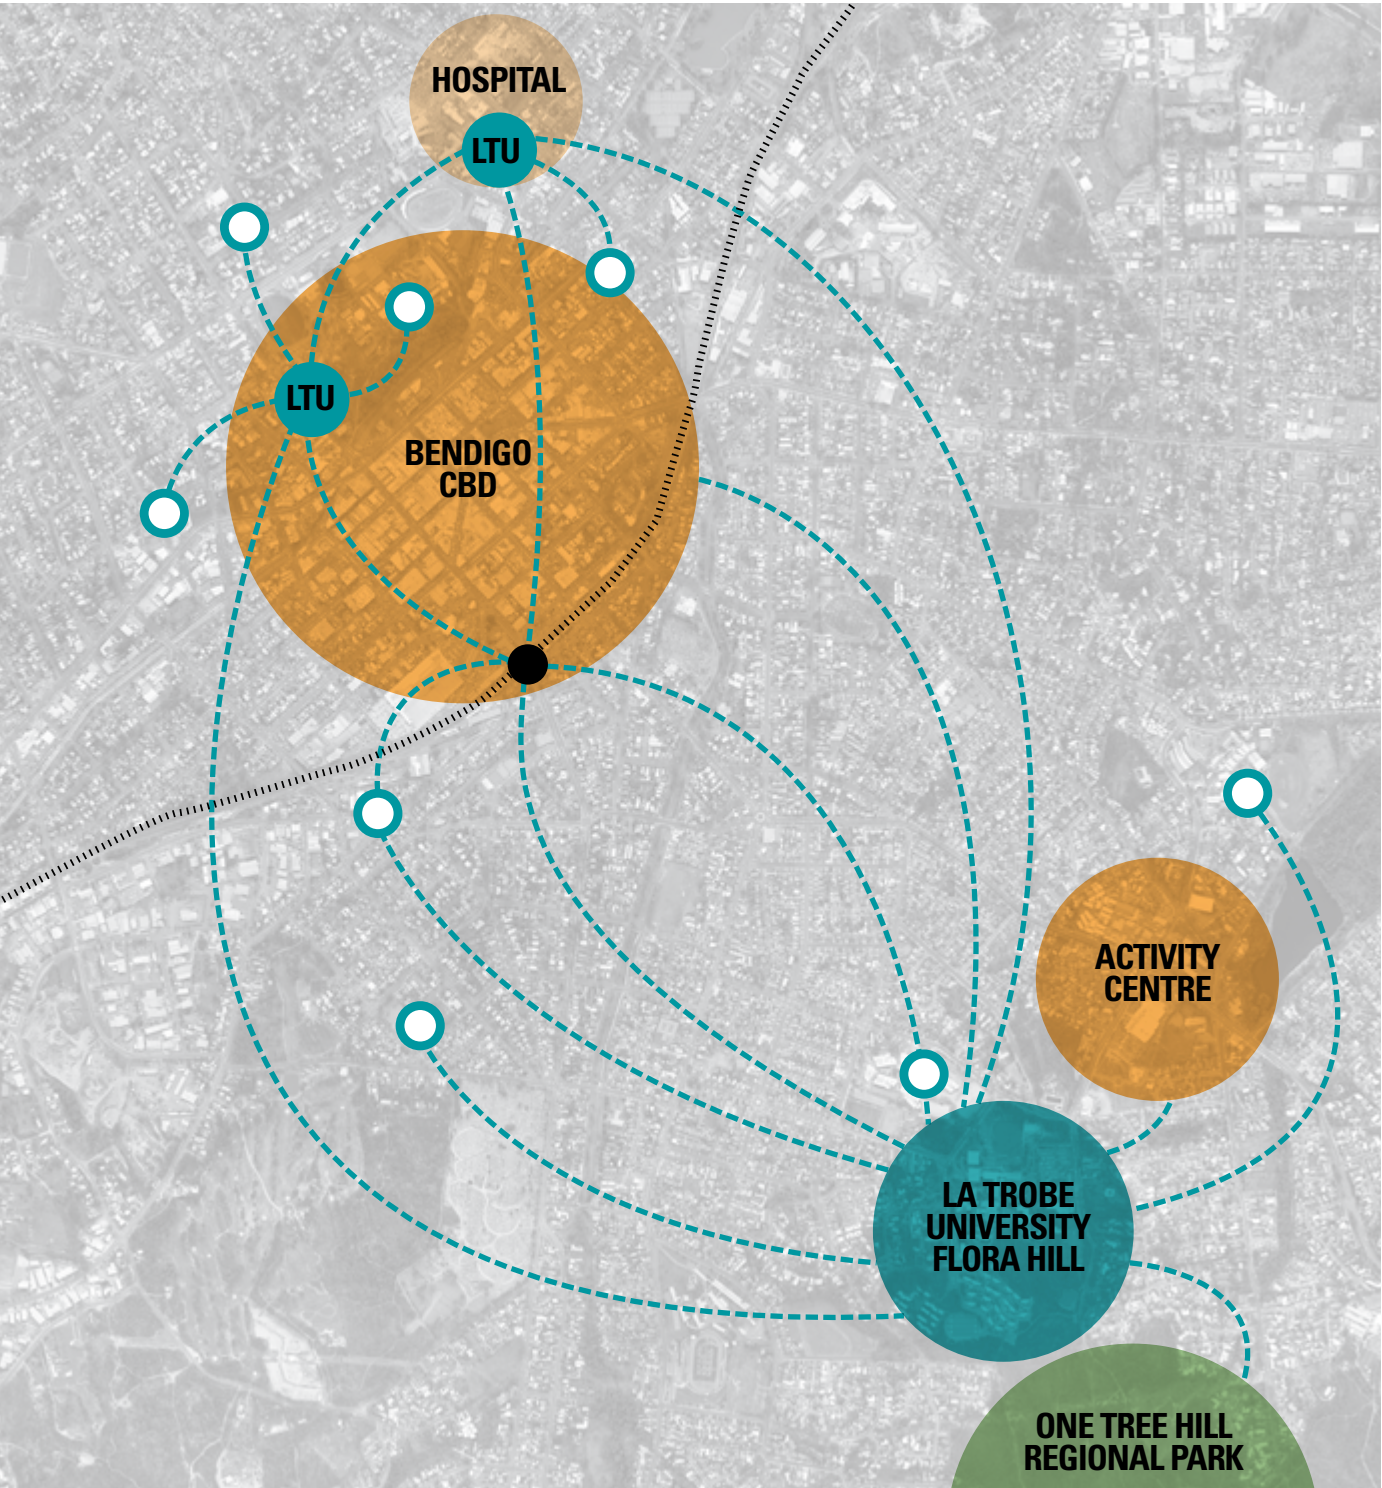 HOSPITAL
LTU
LTU
BENDIGO
CBD
ACTIVITY
CENTRE
LA TROBE
UNIVERSITY
FLORA HILL
ONE TREE HILL
REGIONAL PARK